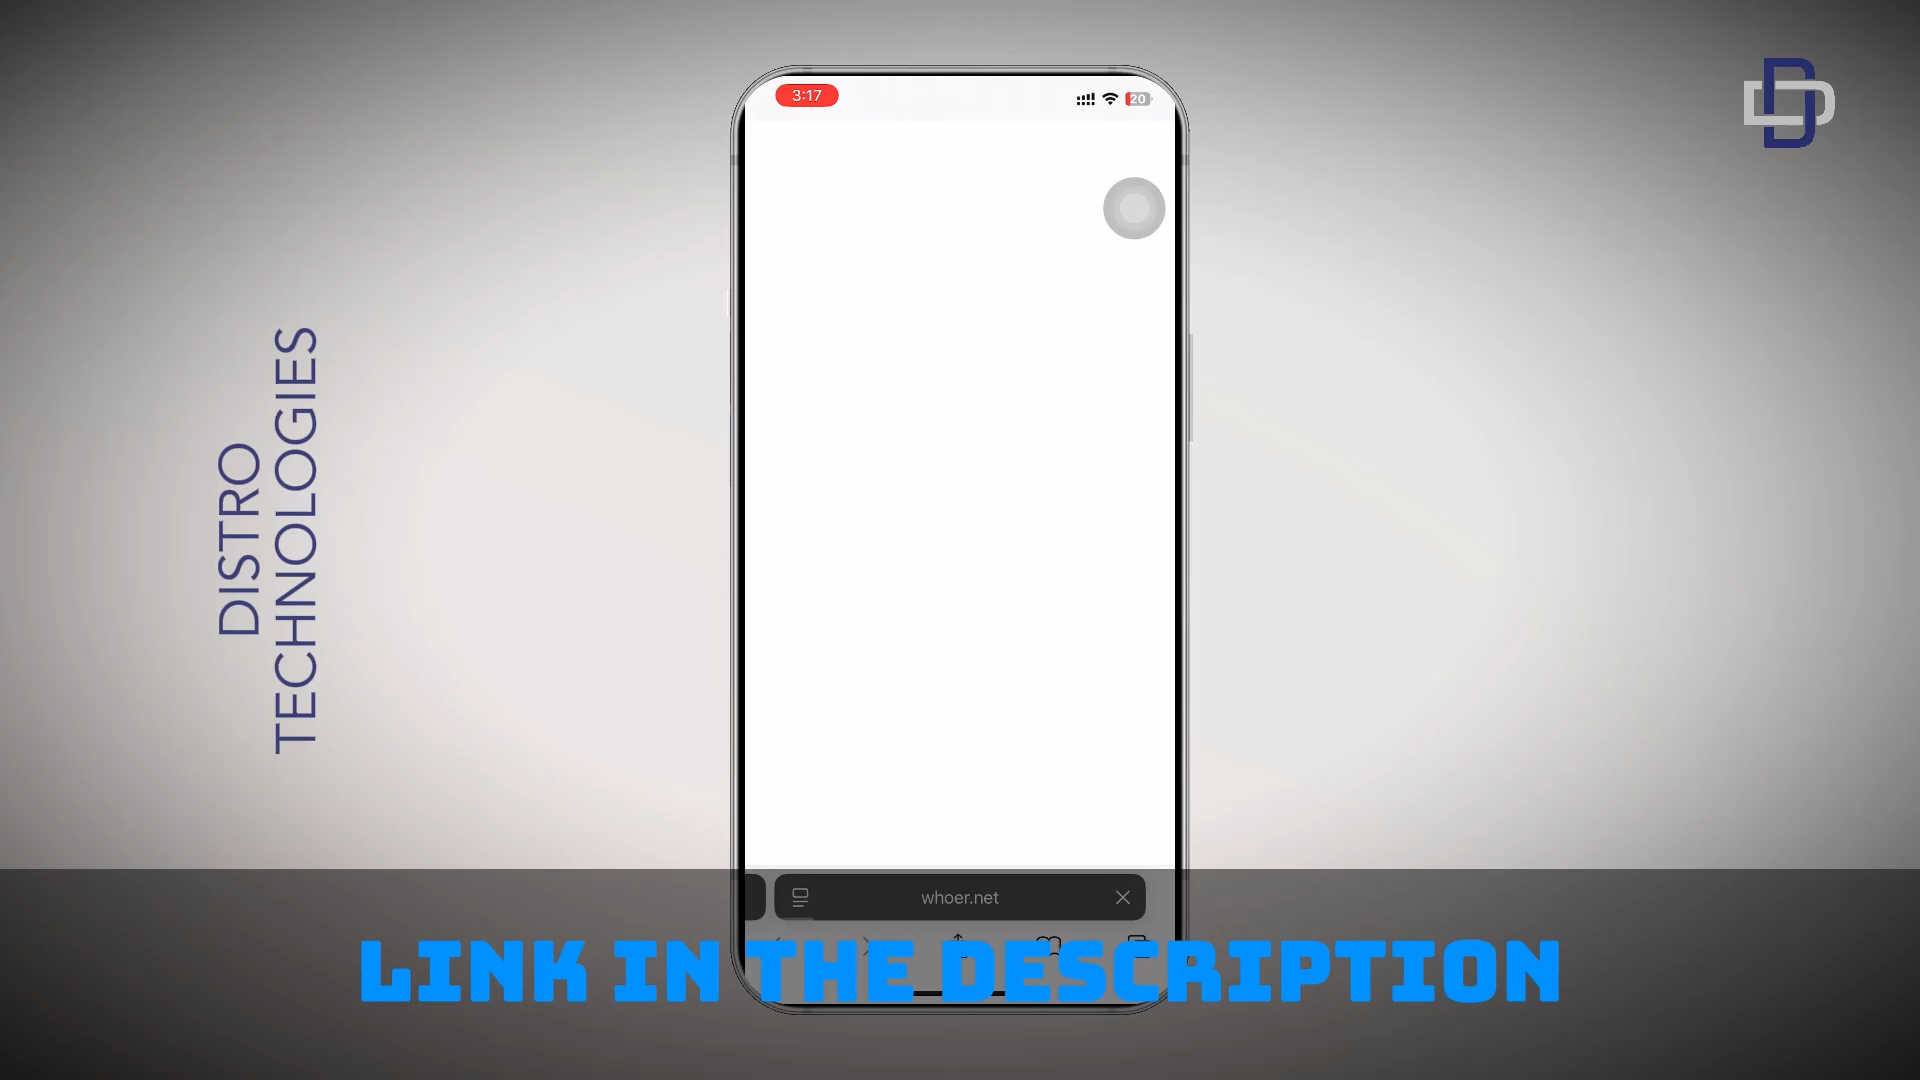 3:17
20
DISTRO
TECHNOLOGIES
whoer.net
LINK IN THE DESCRIPTION